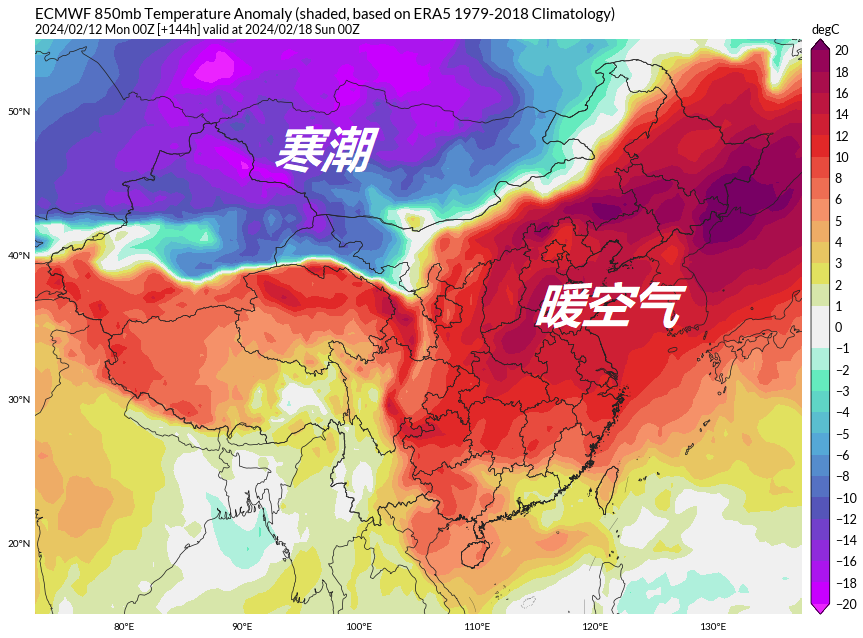 ECMWF 850mb Temperature Anomaly (shaded, based on ERA5 1979-2018 Climatology)
2024/02/12 Mon 00Z [+144h] valid at 2024/02/18 Sun 00Z
degC
50°N
40°N
30°N
20°N
寒潮
暖空气
80°E
90°E
100°E
110°E
120°E
130°E
20
18
16
14
12
10
8
6
5
4
3
2
1
0
−1
−2
−3
−4
−5
−6
−8
−10
−12
−14
−16
−18
−20